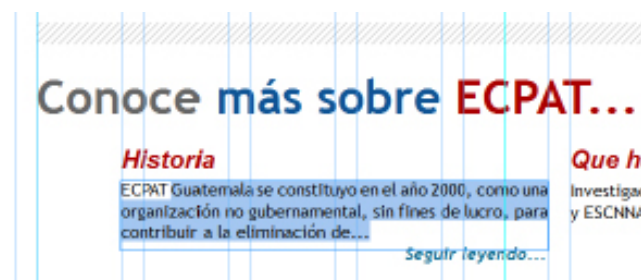 Conoce más sobre ECPAT...
Historia
ECPAT Guatemala se constituyo en el año 2000, como una
organización no gubernamental, sin fines de lucro, para
contribuir a la eliminación de...
Seguir leyendo...
Que
y